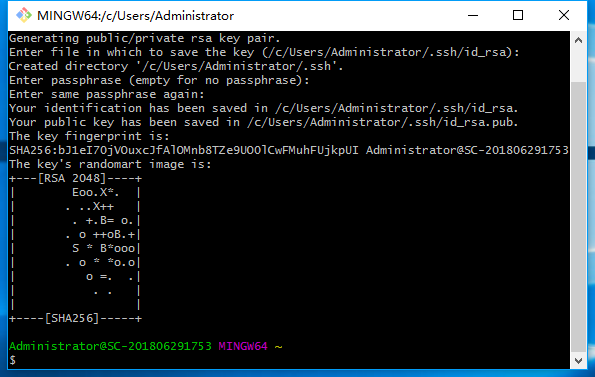 MINGW64:/c/Users/Administrator
Generating public/private rsa key pair.
Enter file in which to save the key (/c/Users/Administrator/.ssh/id_rsa):
Created directory '/c/Users/Administrator/.ssh'.
Enter passphrase (empty for no passphrase):
Enter same passphrase again:
Your identification has been saved in /c/Users/Administrator/.ssh/id_rsa.
Your public key has been saved in /c/Users/Administrator/.ssh/id_rsa.pub.
The key fingerprint is:
SHA256:bJ1eI7OjVOuxcJfAlOMnb8TZe9UOOlCwFMuhFUjkpUI Administrator@SC-201806291753
The key's randomart image is:
+---[RSA 2048]----+
|        Eoo.X*.  |
|       . ..X++   |
|        . +.B= o.|
|       . o ++oB.+|
|        S * B*ooo|
|       . o * *o.o|
|          o =.  .|
|           . .   |
|                 |
+----[SHA256]-----+
Administrator@SC-201806291753 MINGW64 ~
$